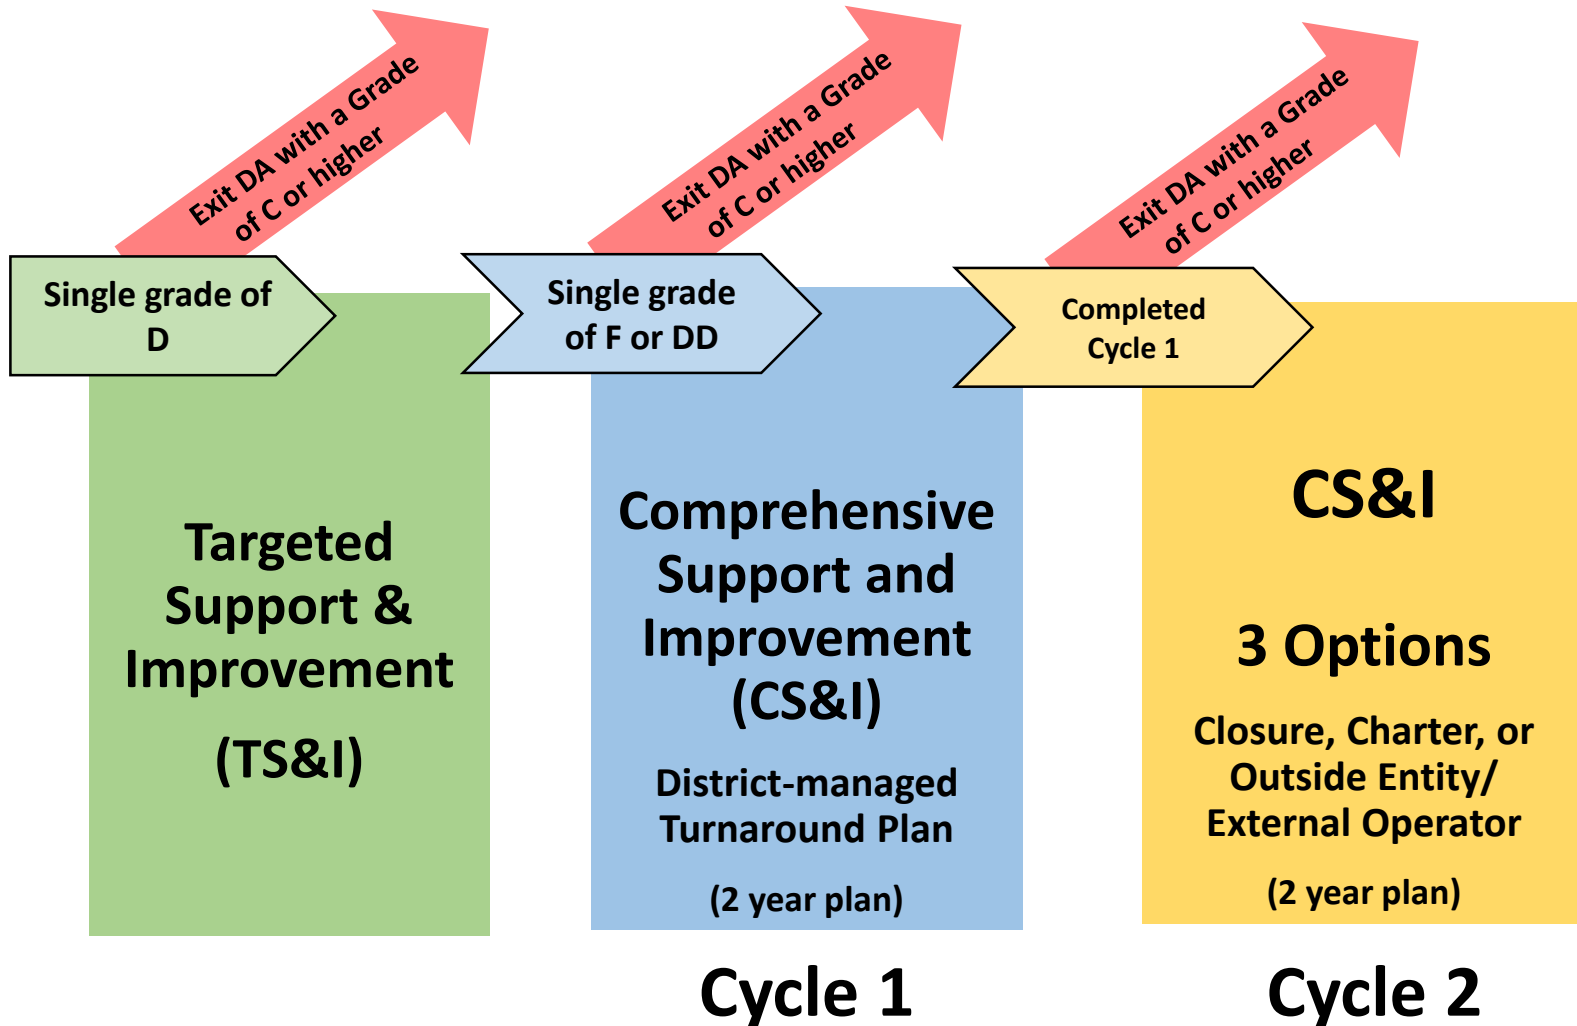 Exit DA with a Grade
of C or higher
Exit DA with a Grade
of C or higher
Exit DA with a Grade
of C or higher
Single grade of
D
Single grade
of F or DD
Completed
Cycle 1
Targeted
Support &
Improvement
(TS&I)
Comprehensive
Support and
Improvement
(CS&I)
District-managed
Turnaround Plan
(2 year plan)
CS&I
3 Options
Closure, Charter, or
Outside Entity/
External Operator
(2 year plan)
Cycle 1
Cycle 2